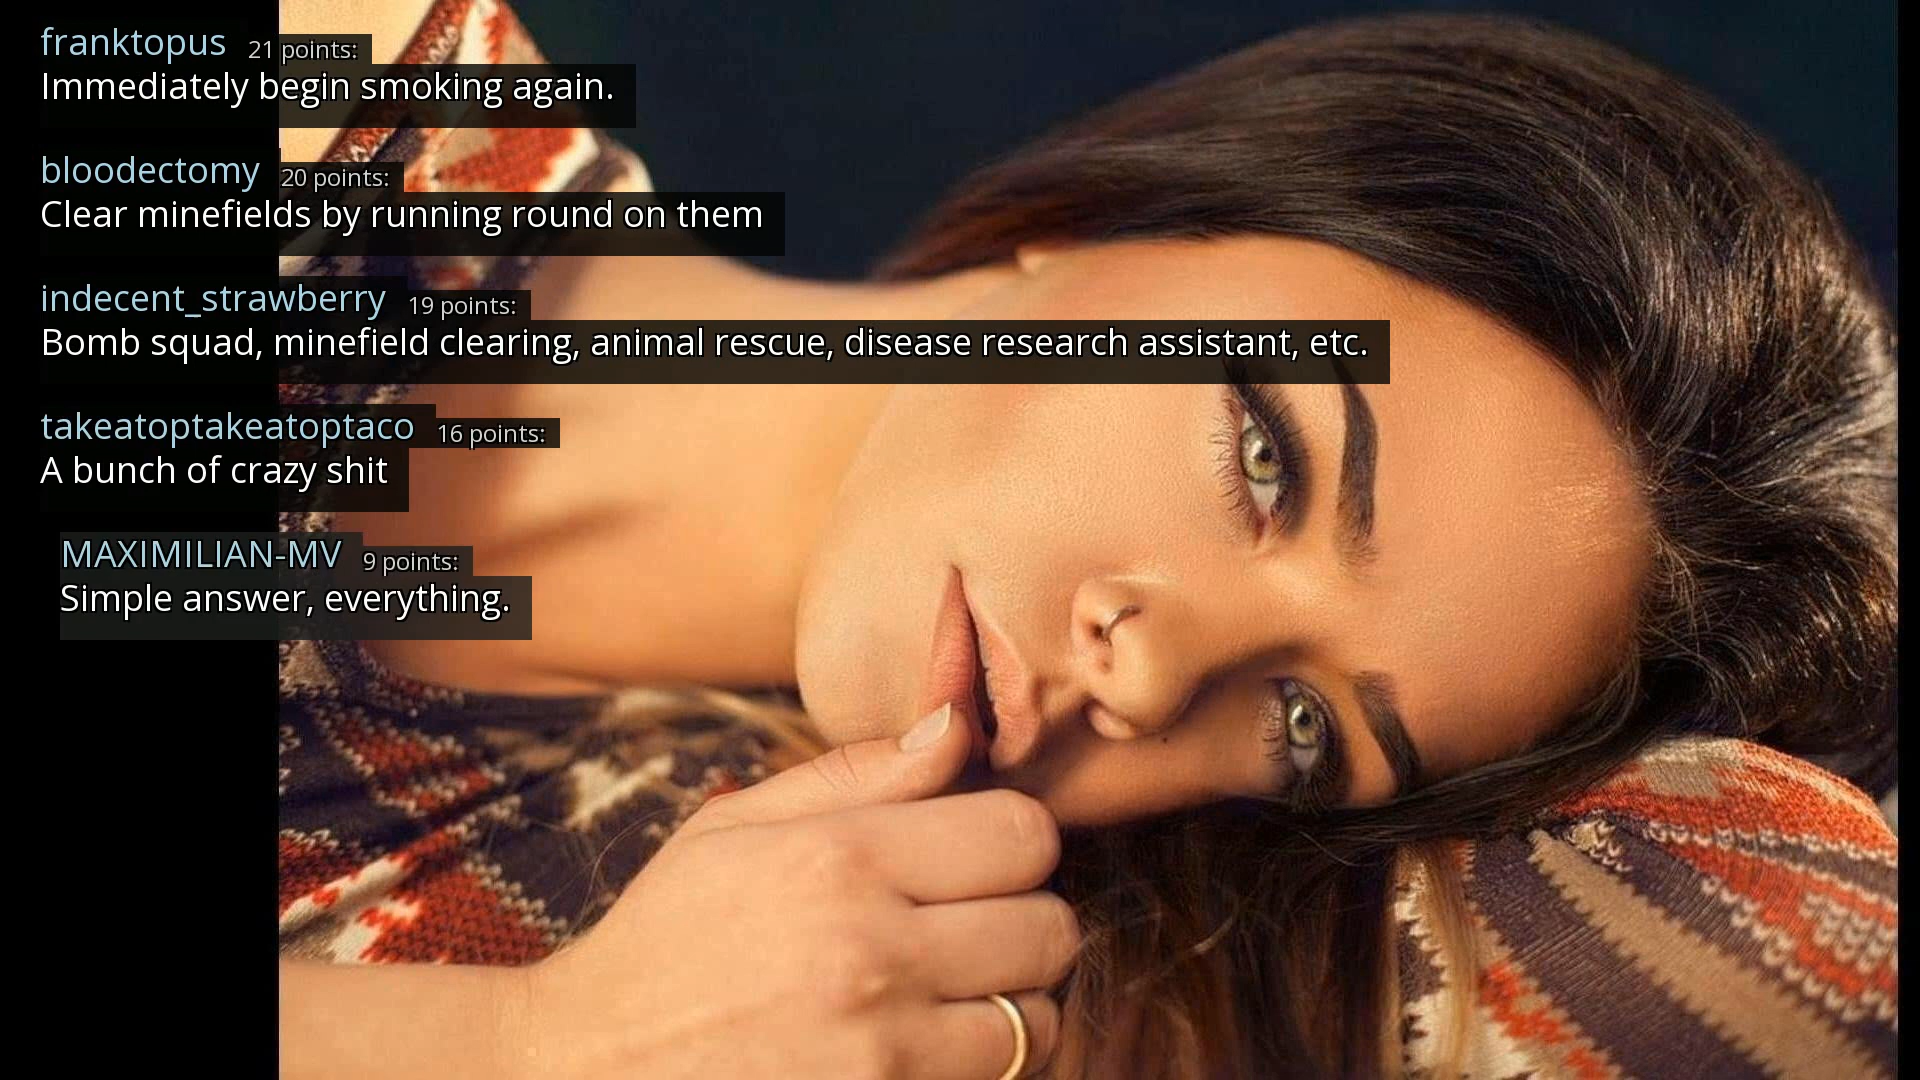 franktopus 21 points:
Immediately begin smoking again.
bloodectomy 20 points:
Clear minefields by running round on them
indecent_strawberry 19 points:
Bomb squad, minefield clearing, animal rescue, disease research assistant, etc.
takeatoptakeatoptaco 16 points:
A bunch of crazy shit
MAXIMILIAN-MV 9 points:
Simple answer, everything.